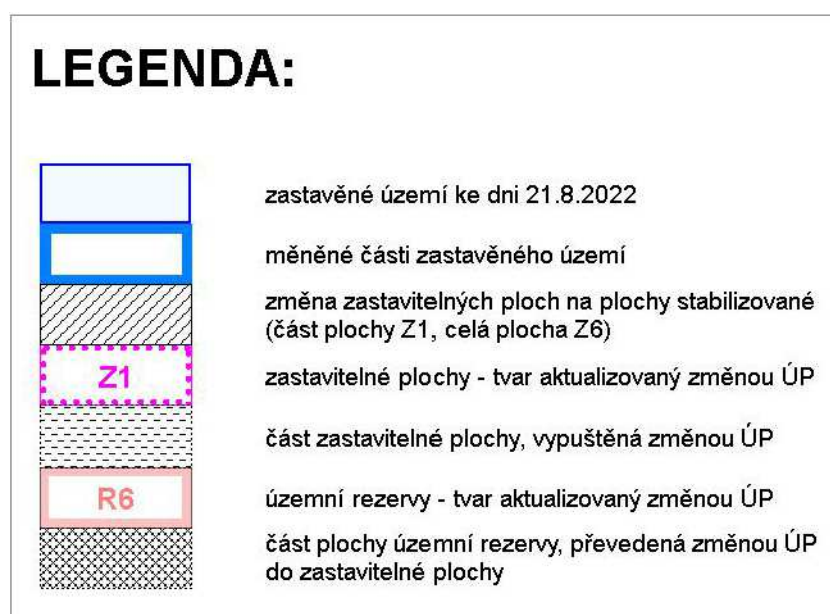 LEGENDA:
zastavěné území ke dni 21.8.2022
měněné části zastavěného území
změna zastavitelných ploch na plochy stabilizované
(část plochy Z1, celá plocha Z6)
Z1
zastavitelné plochy - tvar aktualizovaný změnou ÚP
část zastavitelné plochy, vypuštěná změnou ÚP
R6
územní rezervy - tvar aktualizovaný změnou ÚP
část plochy územní rezervy, převedená změnou ÚP
do zastavitelné plochy